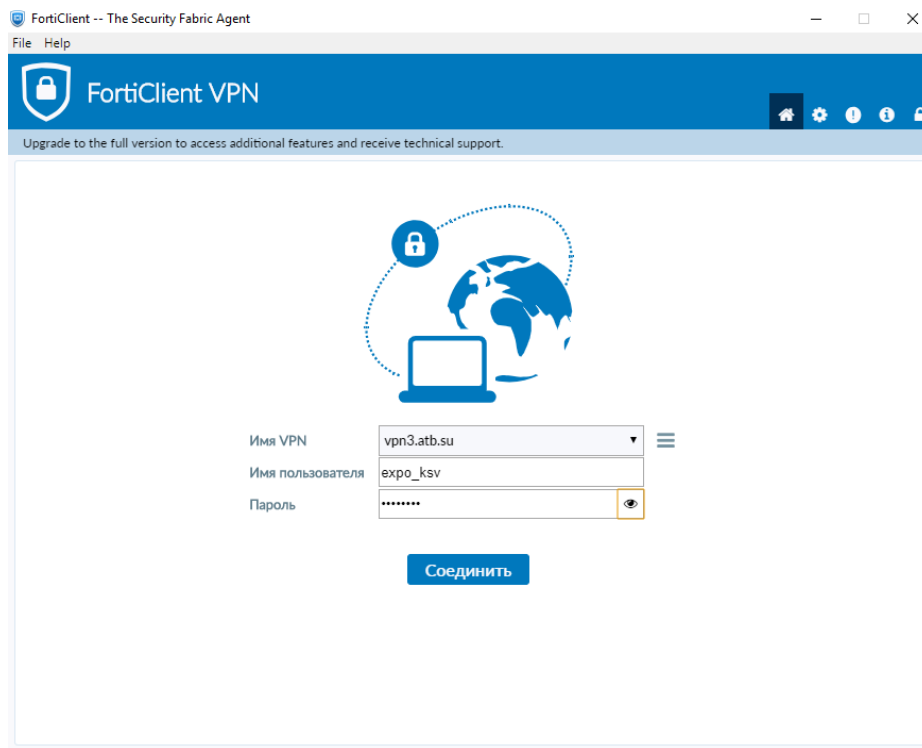 FortiClient -- The Security Fabric Agent
File Help
FortiClient VPN
Upgrade to the full version to access additional features and receive technical support.
Имя VPN vpn3.atb.su
Имя пользователя expo_ksv
Пароль ••••••••
Соединить